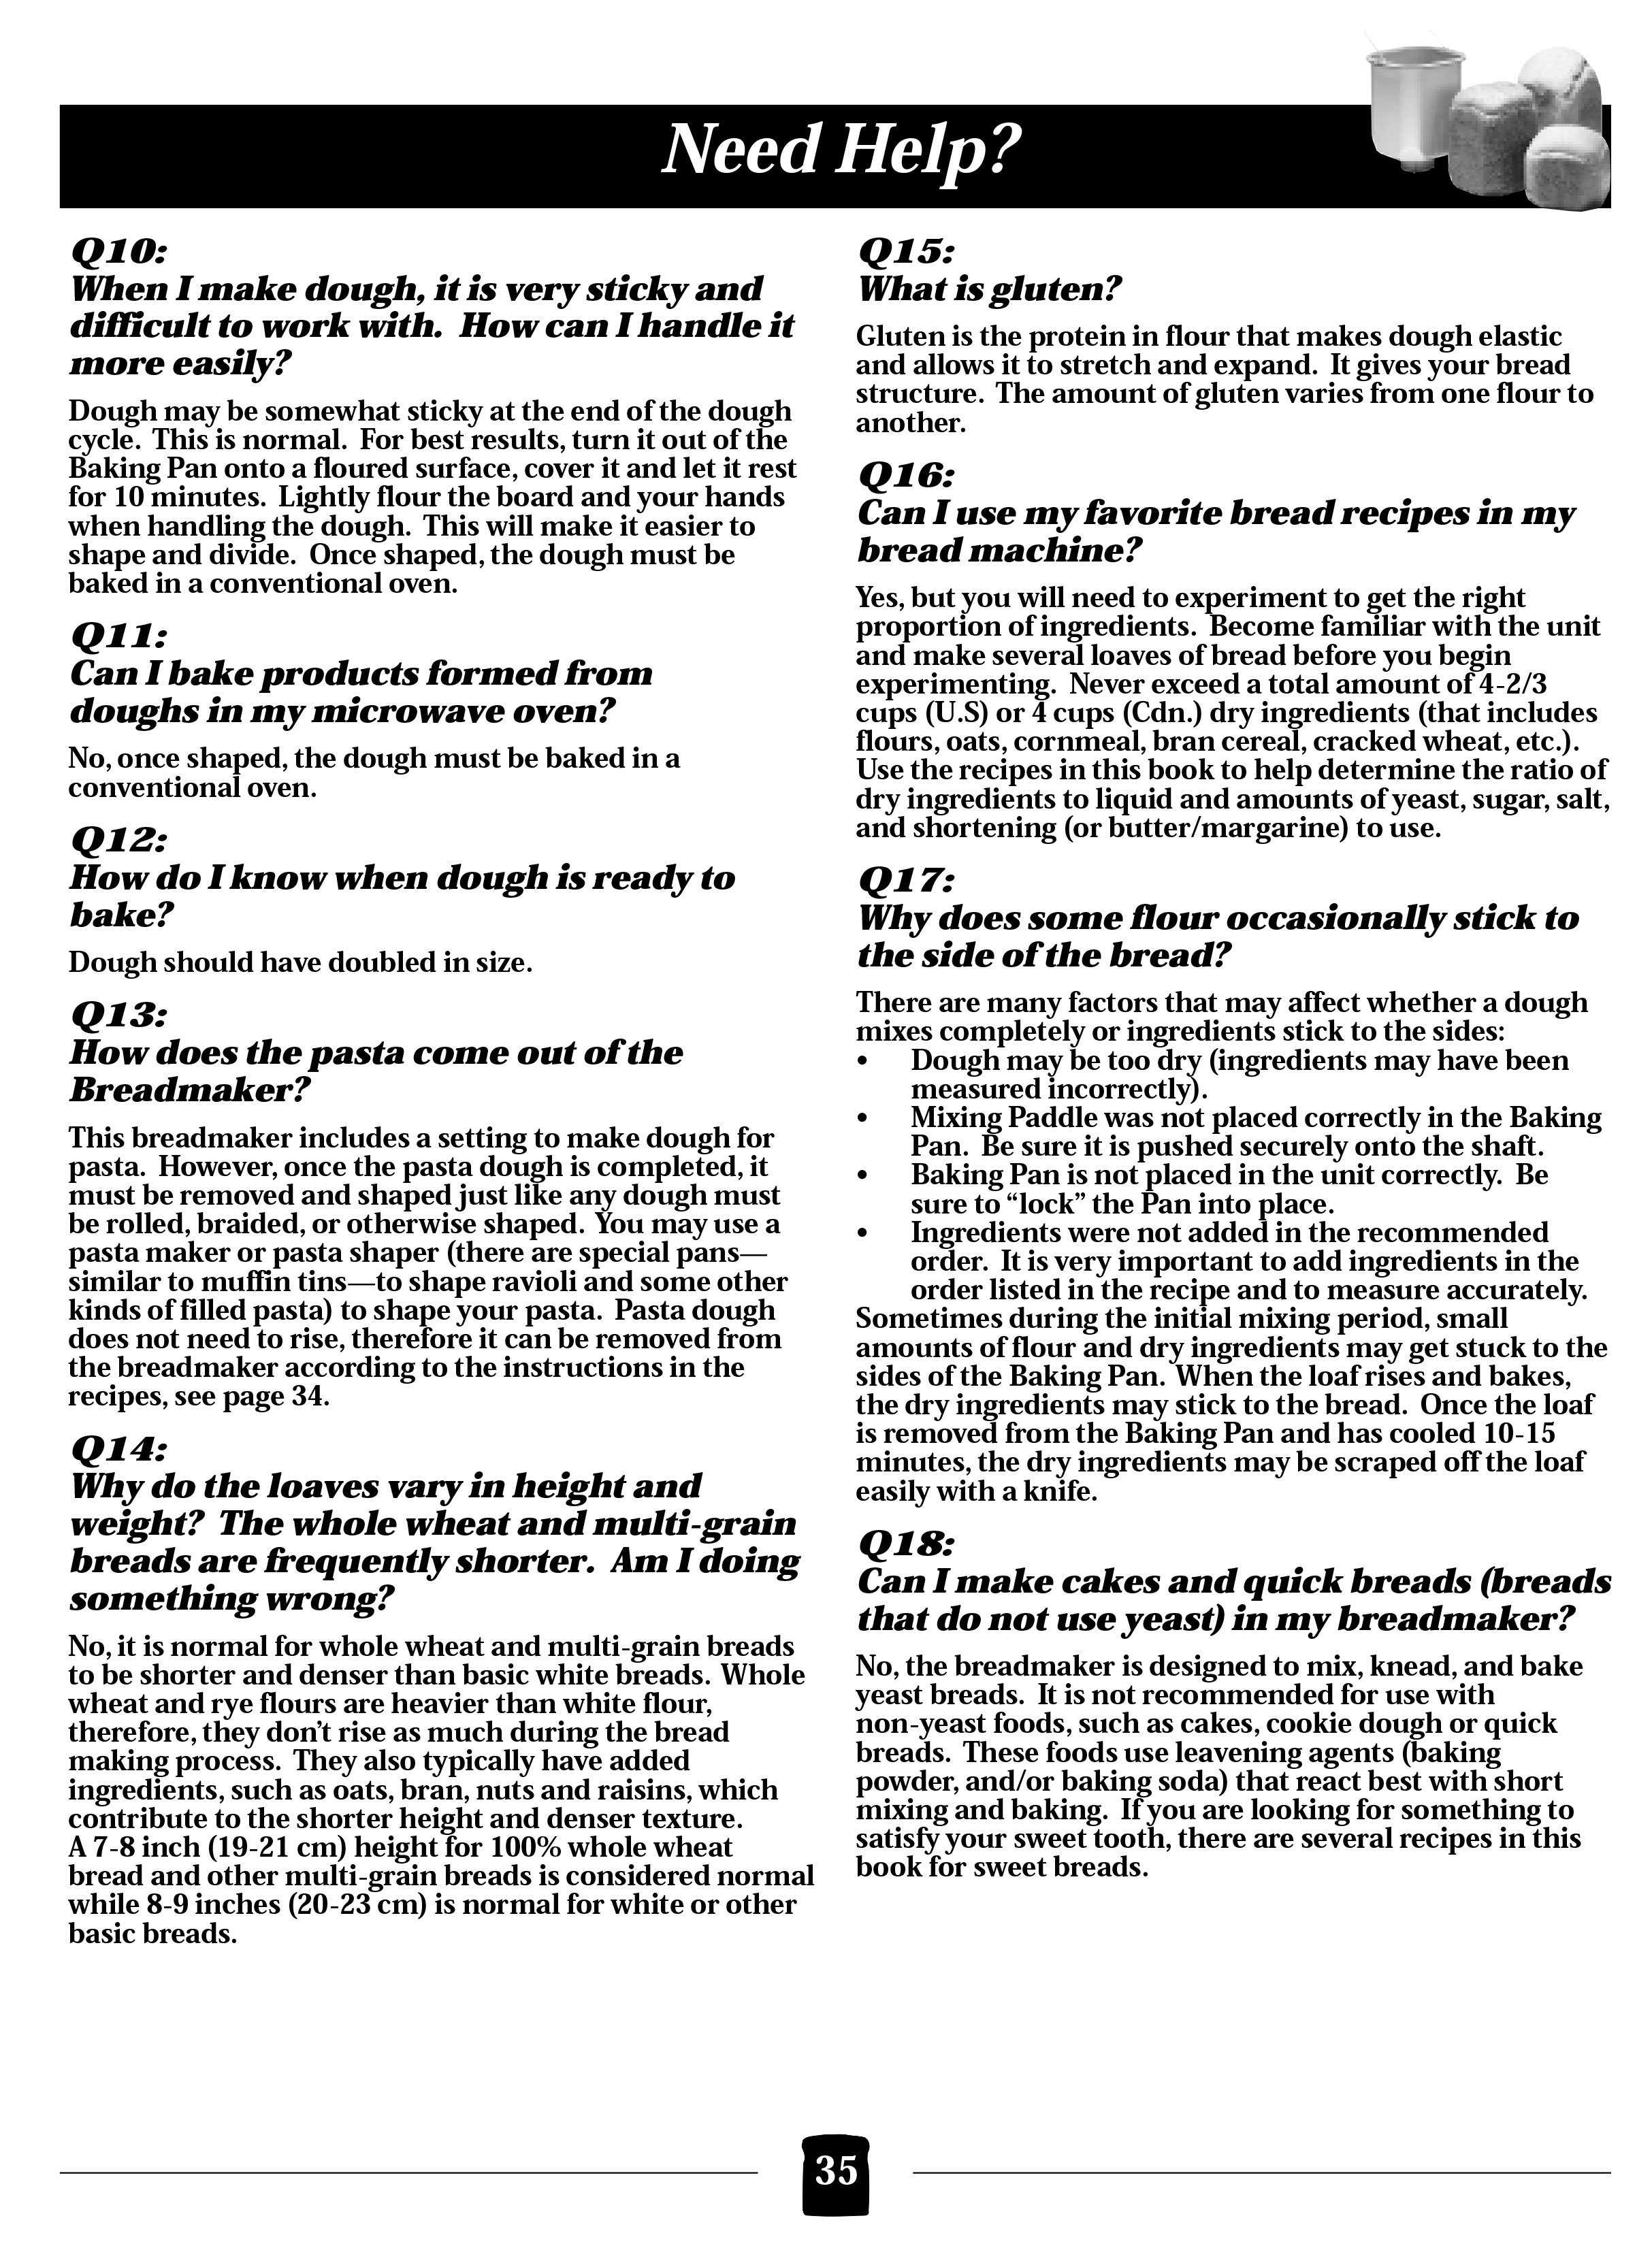 Need Help?
Q10:
When I make dough, it is very sticky and
difficult to work with.  How can I handle it
more easily?
Dough may be somewhat sticky at the end of the dough
cycle.  This is normal.  For best results, turn it out of the
Baking Pan onto a floured surface, cover it and let it rest
for 10 minutes.  Lightly flour the board and your hands
when handling the dough.  This will make it easier to
shape and divide.  Once shaped, the dough must be
baked in a conventional oven.
Q11:
Can I bake products formed from
doughs in my microwave oven?
No, once shaped, the dough must be baked in a
conventional oven.
Q12:
How do I know when dough is ready to
bake?
Dough should have doubled in size.
Q13:
How does the pasta come out of the
Breadmaker?
This breadmaker includes a setting to make dough for
pasta.  However, once the pasta dough is completed, it
must be removed and shaped just like any dough must
be rolled, braided, or otherwise shaped.  You may use a
pasta maker or pasta shaper (there are special pans—
similar to muffin tins—to shape ravioli and some other
kinds of filled pasta) to shape your pasta.  Pasta dough
does not need to rise, therefore it can be removed from
the breadmaker according to the instructions in the
recipes, see page 34.
Q14:
Why do the loaves vary in height and
weight?  The whole wheat and multi-grain
breads are frequently shorter.  Am I doing
something wrong?
No, it is normal for whole wheat and multi-grain breads
to be shorter and denser than basic white breads.  Whole
wheat and rye flours are heavier than white flour,
therefore, they don't rise as much during the bread
making process.  They also typically have added
ingredients, such as oats, bran, nuts and raisins, which
contribute to the shorter height and denser texture.
A 7-8 inch (19-21 cm) height for 100% whole wheat
bread and other multi-grain breads is considered normal
while 8-9 inches (20-23 cm) is normal for white or other
basic breads.
Q15:
What is gluten?
Gluten is the protein in flour that makes dough elastic
and allows it to stretch and expand.  It gives your bread
structure.  The amount of gluten varies from one flour to
another.
Q16:
Can I use my favorite bread recipes in my
bread machine?
Yes, but you will need to experiment to get the right
proportion of ingredients.  Become familiar with the unit
and make several loaves of bread before you begin
experimenting.  Never exceed a total amount of 4-2/3
cups (U.S) or 4 cups (Cdn.) dry ingredients (that includes
flours, oats, cornmeal, bran cereal, cracked wheat, etc.).
Use the recipes in this book to help determine the ratio of
dry ingredients to liquid and amounts of yeast, sugar, salt,
and shortening (or butter/margarine) to use.
Q17:
Why does some flour occasionally stick to
the side of the bread?
There are many factors that may affect whether a dough
mixes completely or ingredients stick to the sides:
• Dough may be too dry (ingredients may have been
measured incorrectly).
• Mixing Paddle was not placed correctly in the Baking
Pan.  Be sure it is pushed securely onto the shaft.
• Baking Pan is not placed in the unit correctly.  Be
sure to “lock” the Pan into place.
• Ingredients were not added in the recommended
order.  It is very important to add ingredients in the
order listed in the recipe and to measure accurately.
Sometimes during the initial mixing period, small
amounts of flour and dry ingredients may get stuck to the
sides of the Baking Pan.  When the loaf rises and bakes,
the dry ingredients may stick to the bread.  Once the loaf
is removed from the Baking Pan and has cooled 10-15
minutes, the dry ingredients may be scraped off the loaf
easily with a knife.
Q18:
Can I make cakes and quick breads (breads
that do not use yeast) in my breadmaker?
No, the breadmaker is designed to mix, knead, and bake
yeast breads.  It is not recommended for use with
non-yeast foods, such as cakes, cookie dough or quick
breads.  These foods use leavening agents (baking
powder, and/or baking soda) that react best with short
mixing and baking.  If you are looking for something to
satisfy your sweet tooth, there are several recipes in this
book for sweet breads.
35